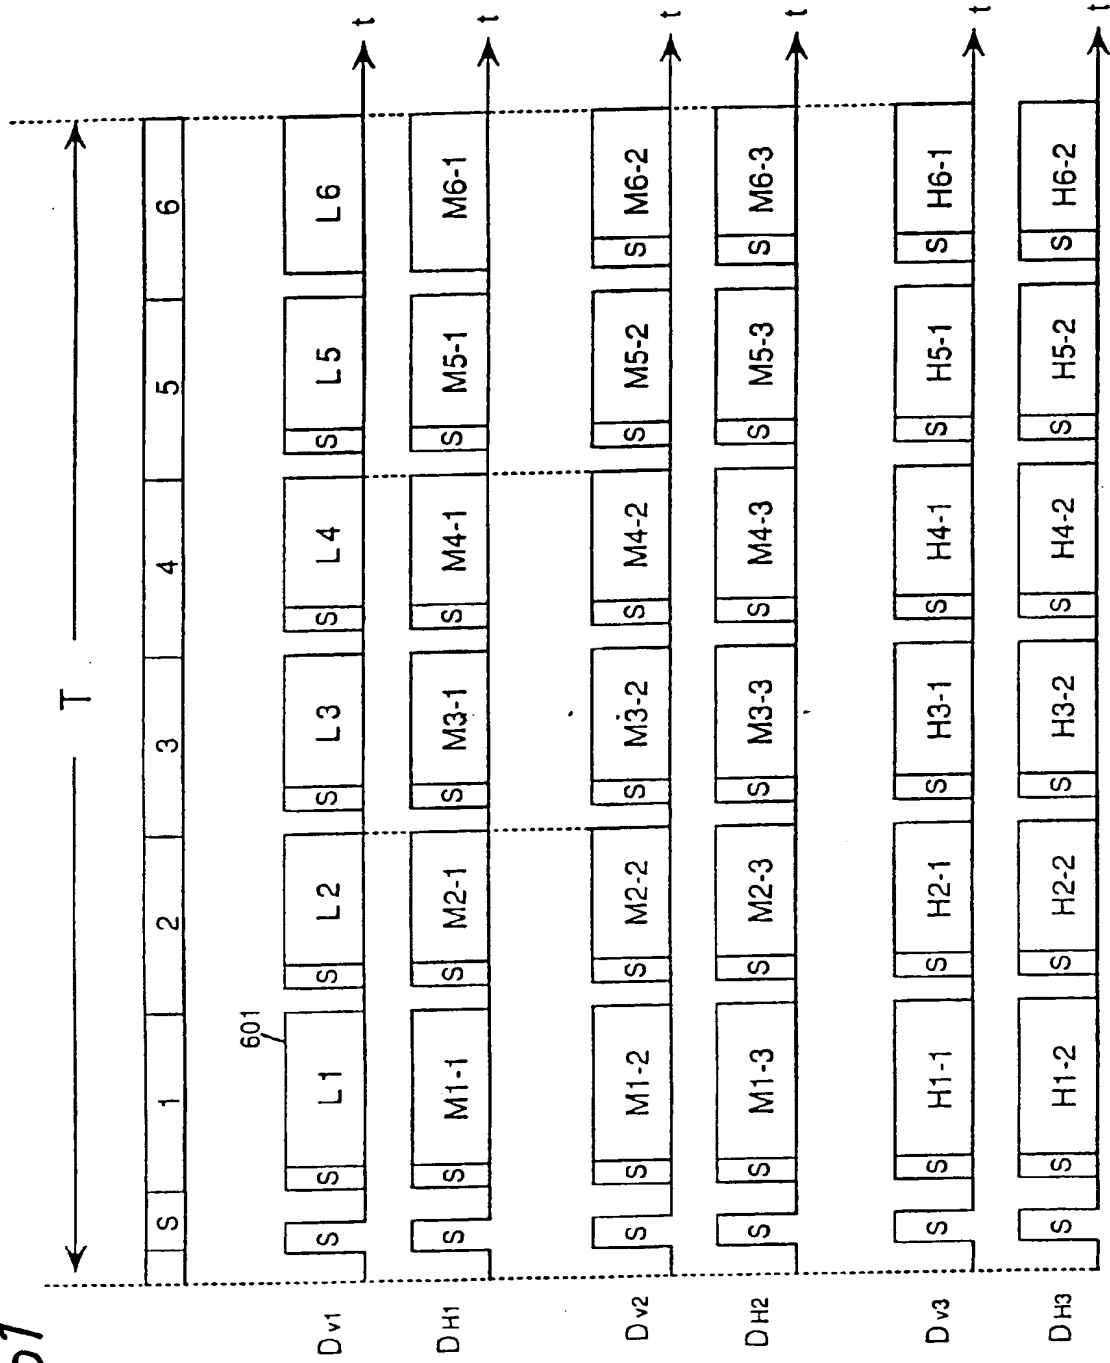 T
S 1 2 3 4 5 6
601
Dv1 S S L1 S L2 S L3 S L4 S L5 L6 t
DH1 S S M1-1 S M2-1 S M3-1 S M4-1 S M5-1 M6-1 t
Dv2 S S M1-2 S M2-2 S M3-2 S M4-2 S M5-2 S M6-2 t
DH2 S S M1-3 S M2-3 S M3-3 S M4-3 S M5-3 S M6-3 t
Dv3 S S H1-1 S H2-1 S H3-1 S H4-1 S H5-1 S H6-1 t
DH3 S S H1-2 S H2-2 S H3-2 S H4-2 S H5-2 S H6-2 t